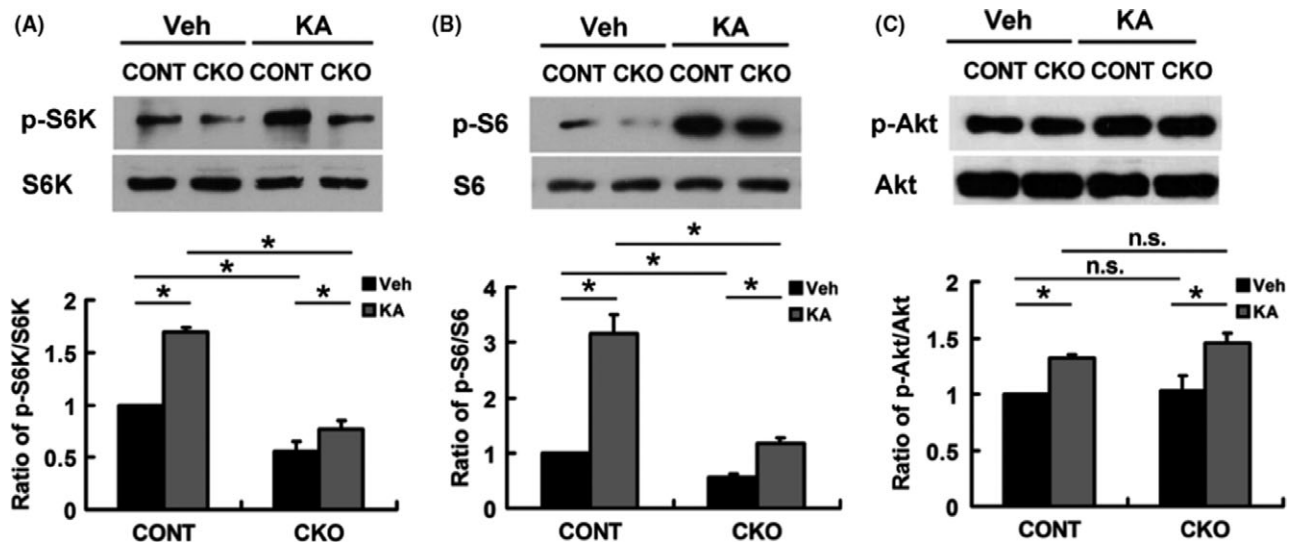 (A) Veh KA
CONT CKO CONT CKO
p-S6K
S6K
*
*
* *
Veh
KA
Ratio of p-S6K/S6K
2
1.5
1
0.5
0
CONT CKO
(B) Veh KA
CONT CKO CONT CKO
p-S6
S6
*
*
* *
Veh
KA
Ratio of p-S6/S6
4
3
2
1
0
CONT CKO
(C) Veh KA
CONT CKO CONT CKO
p-Akt
Akt
n.s.
n.s.
* *
Veh
KA
Ratio of p-Akt/Akt
2
1.5
1
0.5
0
CONT CKO